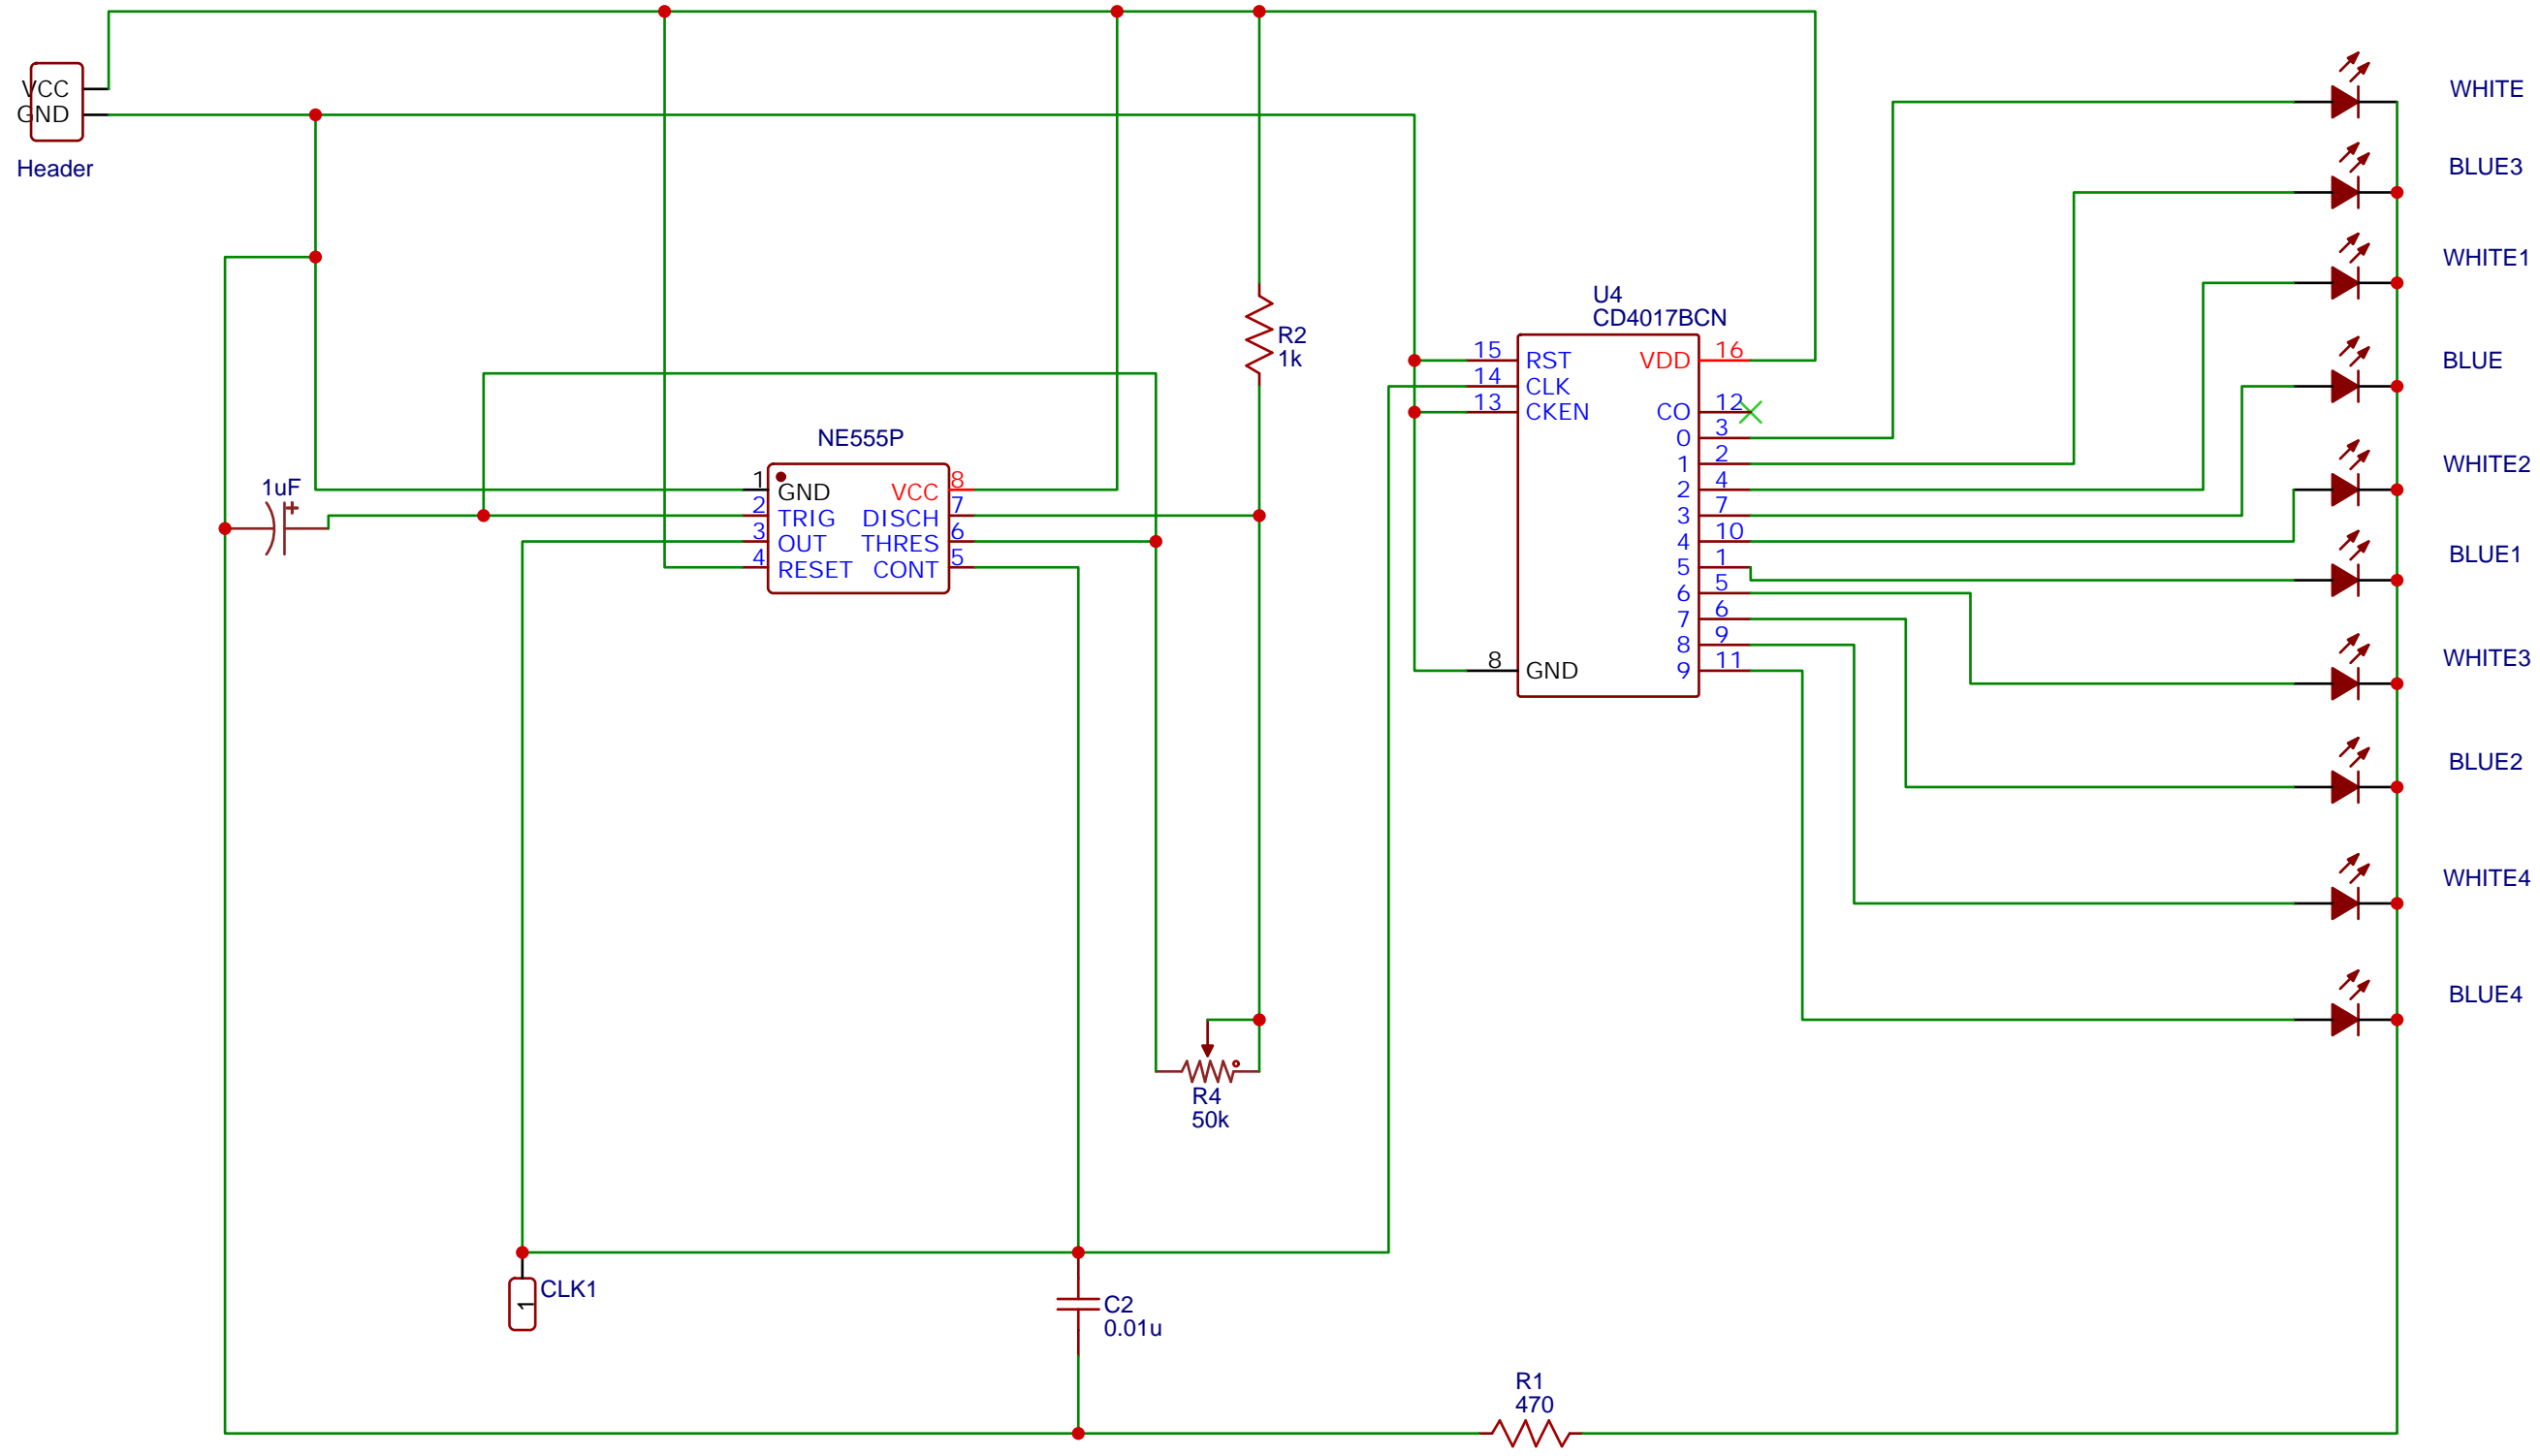 VCC
GND
Header
1uF
NE555P
1 GND VCC 8
2 TRIG DISCH 7
3 OUT THRES 6
4 RESET CONT 5
R2
1k
R4
50k
CLK1
1
C2
0.01u
R1
470
U4
CD4017BCN
15 RST VDD 16
14 CLK
13 CKEN CO 12
0 3
1 2
2 4
3 7
4 10
5 1
6 5
7 6
8 9
8 GND 9 11
WHITE
BLUE3
WHITE1
BLUE
WHITE2
BLUE1
WHITE3
BLUE2
WHITE4
BLUE4